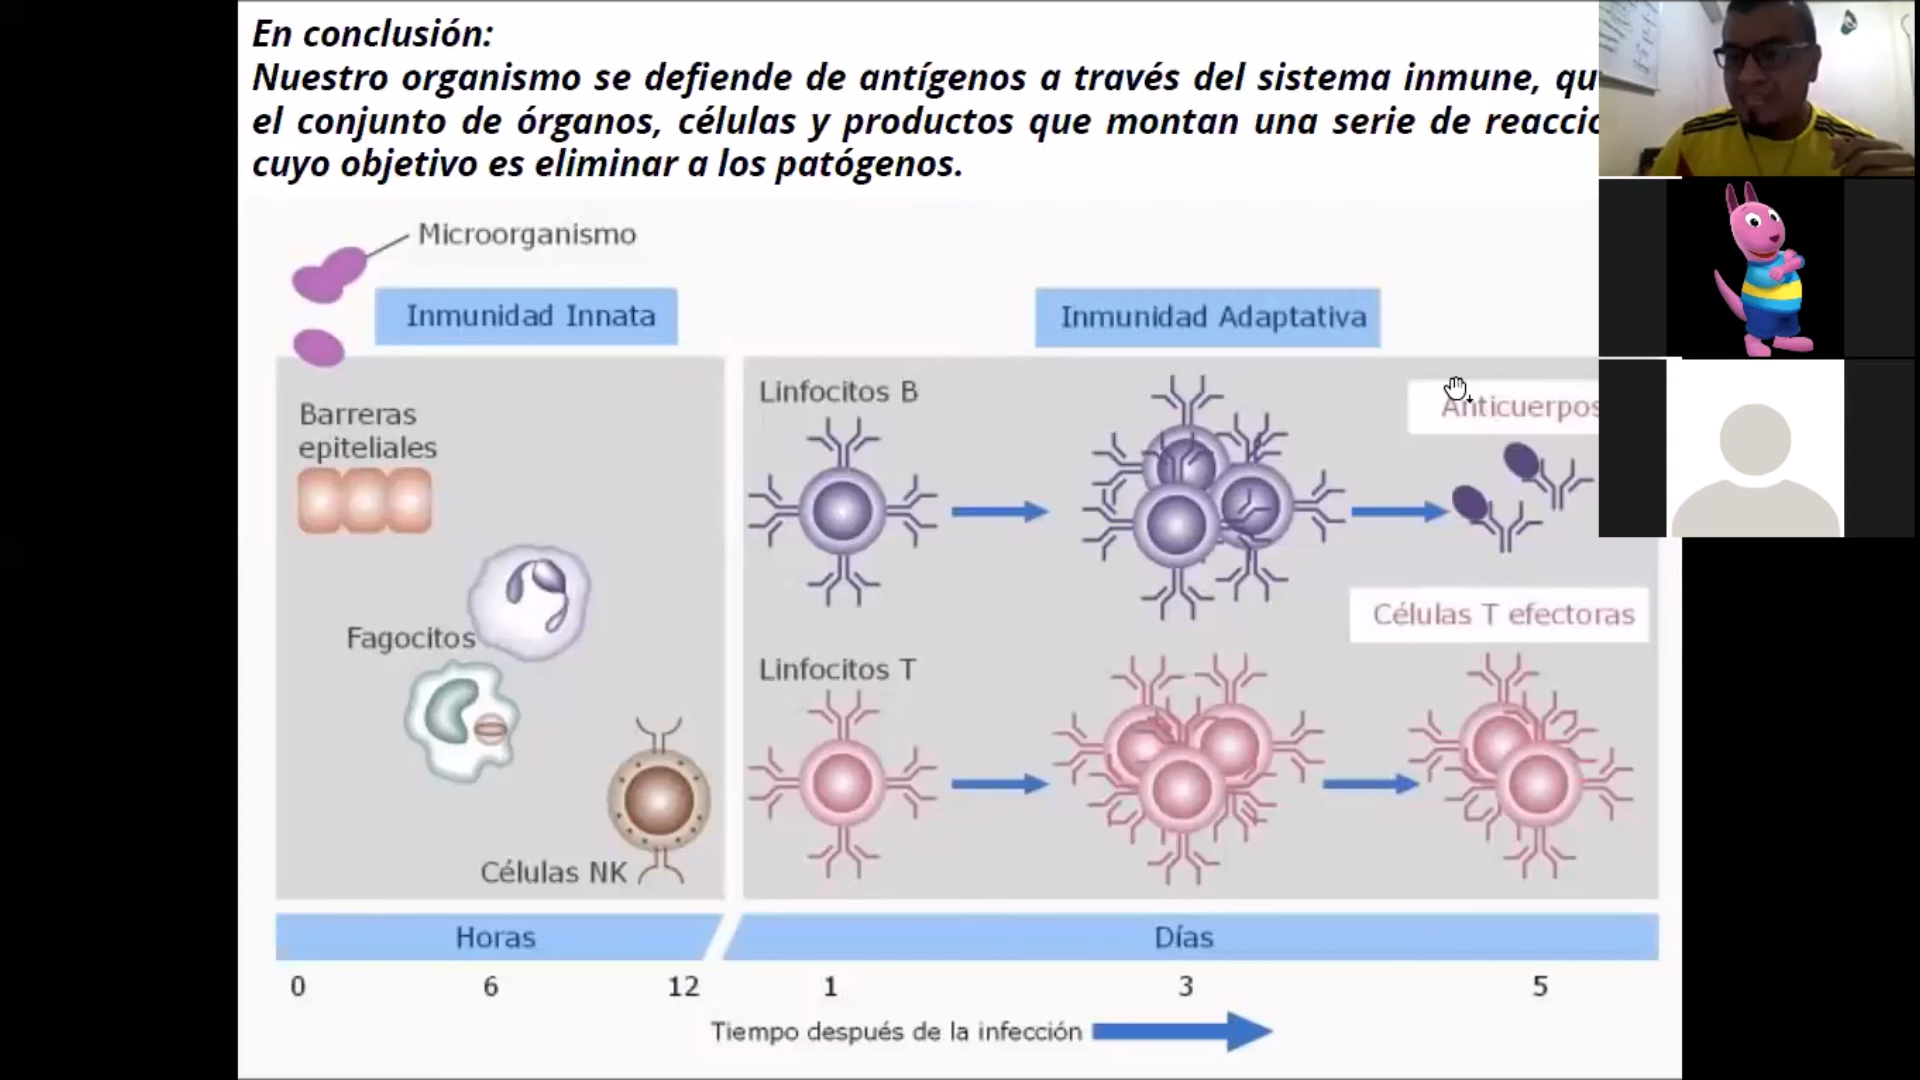 En conclusión:
Nuestro organismo se defiende de antígenos a través del sistema inmune,
el conjunto de órganos, células y productos que montan una serie de
cuyo objetivo es eliminar a los patógenos.
Microorganismo
Inmunidad Innata
Inmunidad Adaptativa
Barreras
epiteliales
Fagocitos
Células NK
Linfocitos B
Anticuerpos
Células T efectoras
Linfocitos T
Horas
Días
0 6 12 1 3 5
Tiempo después de la infección